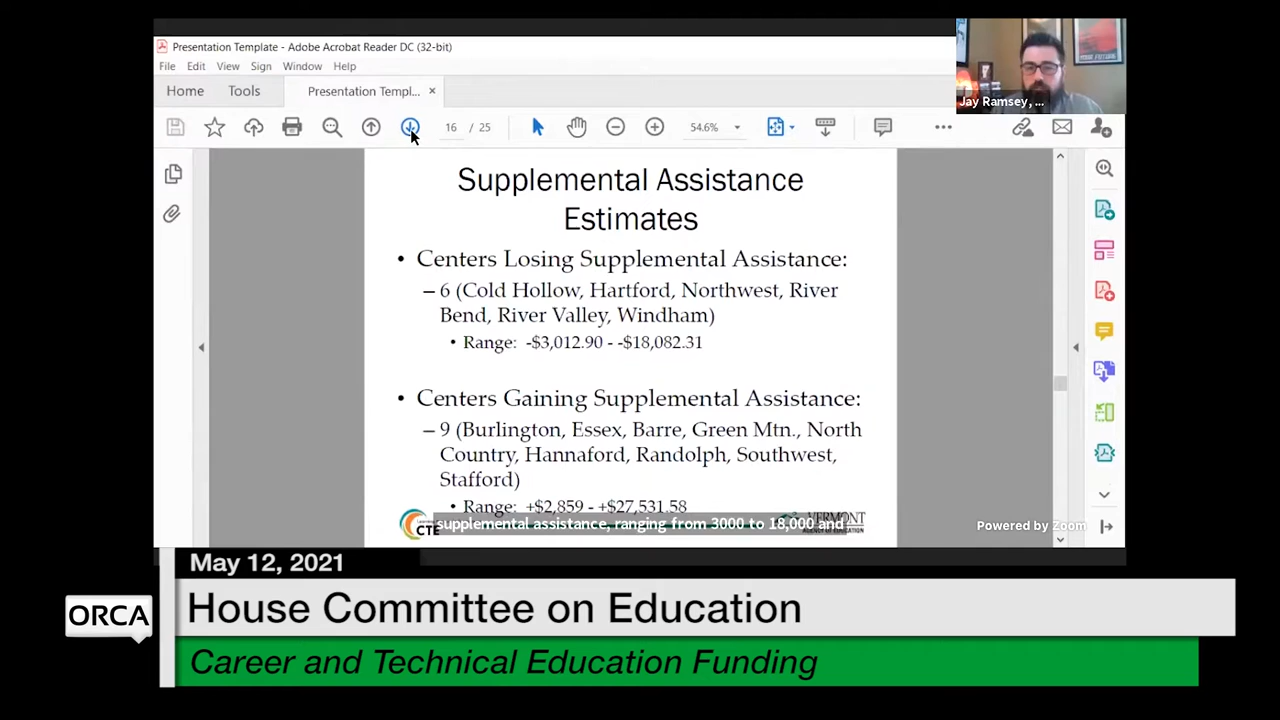 Presentation Template - Adobe Acrobat Reader DC (32-bit)
File Edit View Sign Window Help
Home Tools Presentation Templ... ×
16 / 25 54.6%
Jay Ramsey, ...
Supplemental Assistance
Estimates
• Centers Losing Supplemental Assistance:
– 6 (Cold Hollow, Hartford, Northwest, River
Bend, River Valley, Windham)
• Range: -$3,012.90 - -$18,082.31
• Centers Gaining Supplemental Assistance:
– 9 (Burlington, Essex, Barre, Green Mtn., North
Country, Hannaford, Randolph, Southwest,
Stafford)
• Range: +$2,859 - +$27,531.58
supplemental assistance, ranging from 3000 to 18,000 and
CTE
VERMONT
AGENCY OF EDUCATION
Powered by Zoom
May 12, 2021
ORCA
House Committee on Education
Career and Technical Education Funding